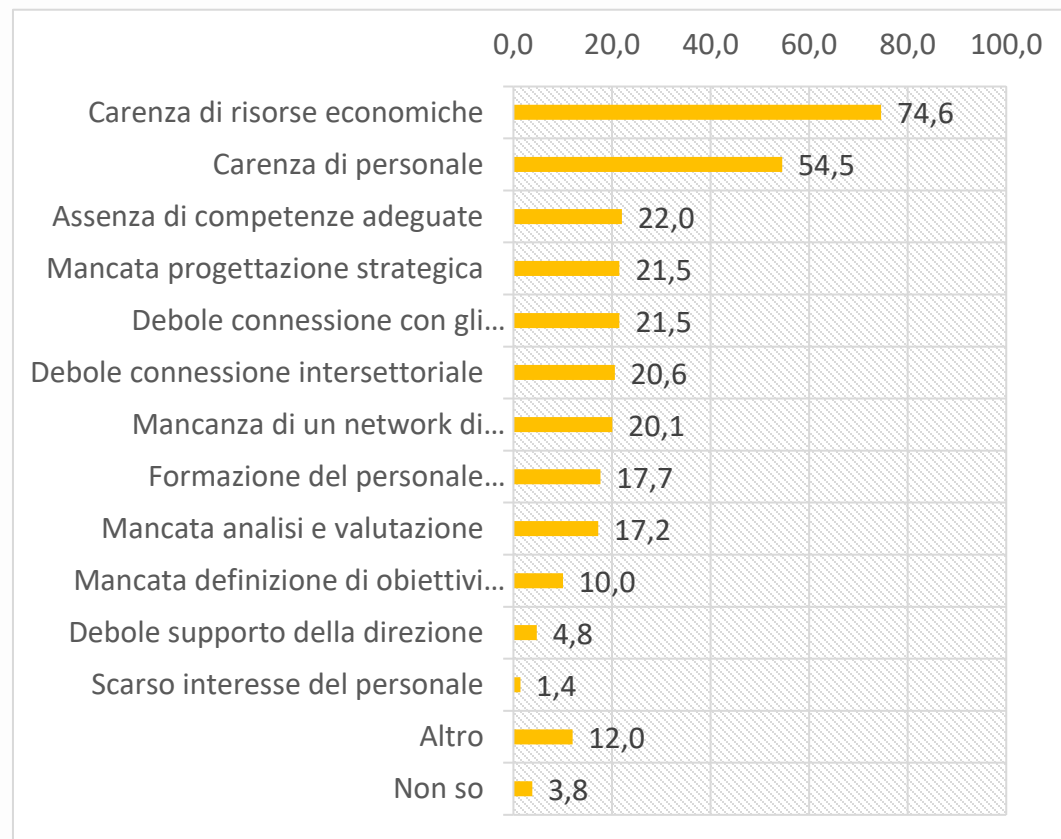 0,0 20,0 40,0 60,0 80,0 100,0
Carenza di risorse economiche 74,6
Carenza di personale 54,5
Assenza di competenze adeguate 22,0
Mancata progettazione strategica 21,5
Debole connessione con gli... 21,5
Debole connessione intersettoriale 20,6
Mancanza di un network di... 20,1
Formazione del personale... 17,7
Mancata analisi e valutazione 17,2
Mancata definizione di obiettivi... 10,0
Debole supporto della direzione 4,8
Scarso interesse del personale 1,4
Altro 12,0
Non so 3,8